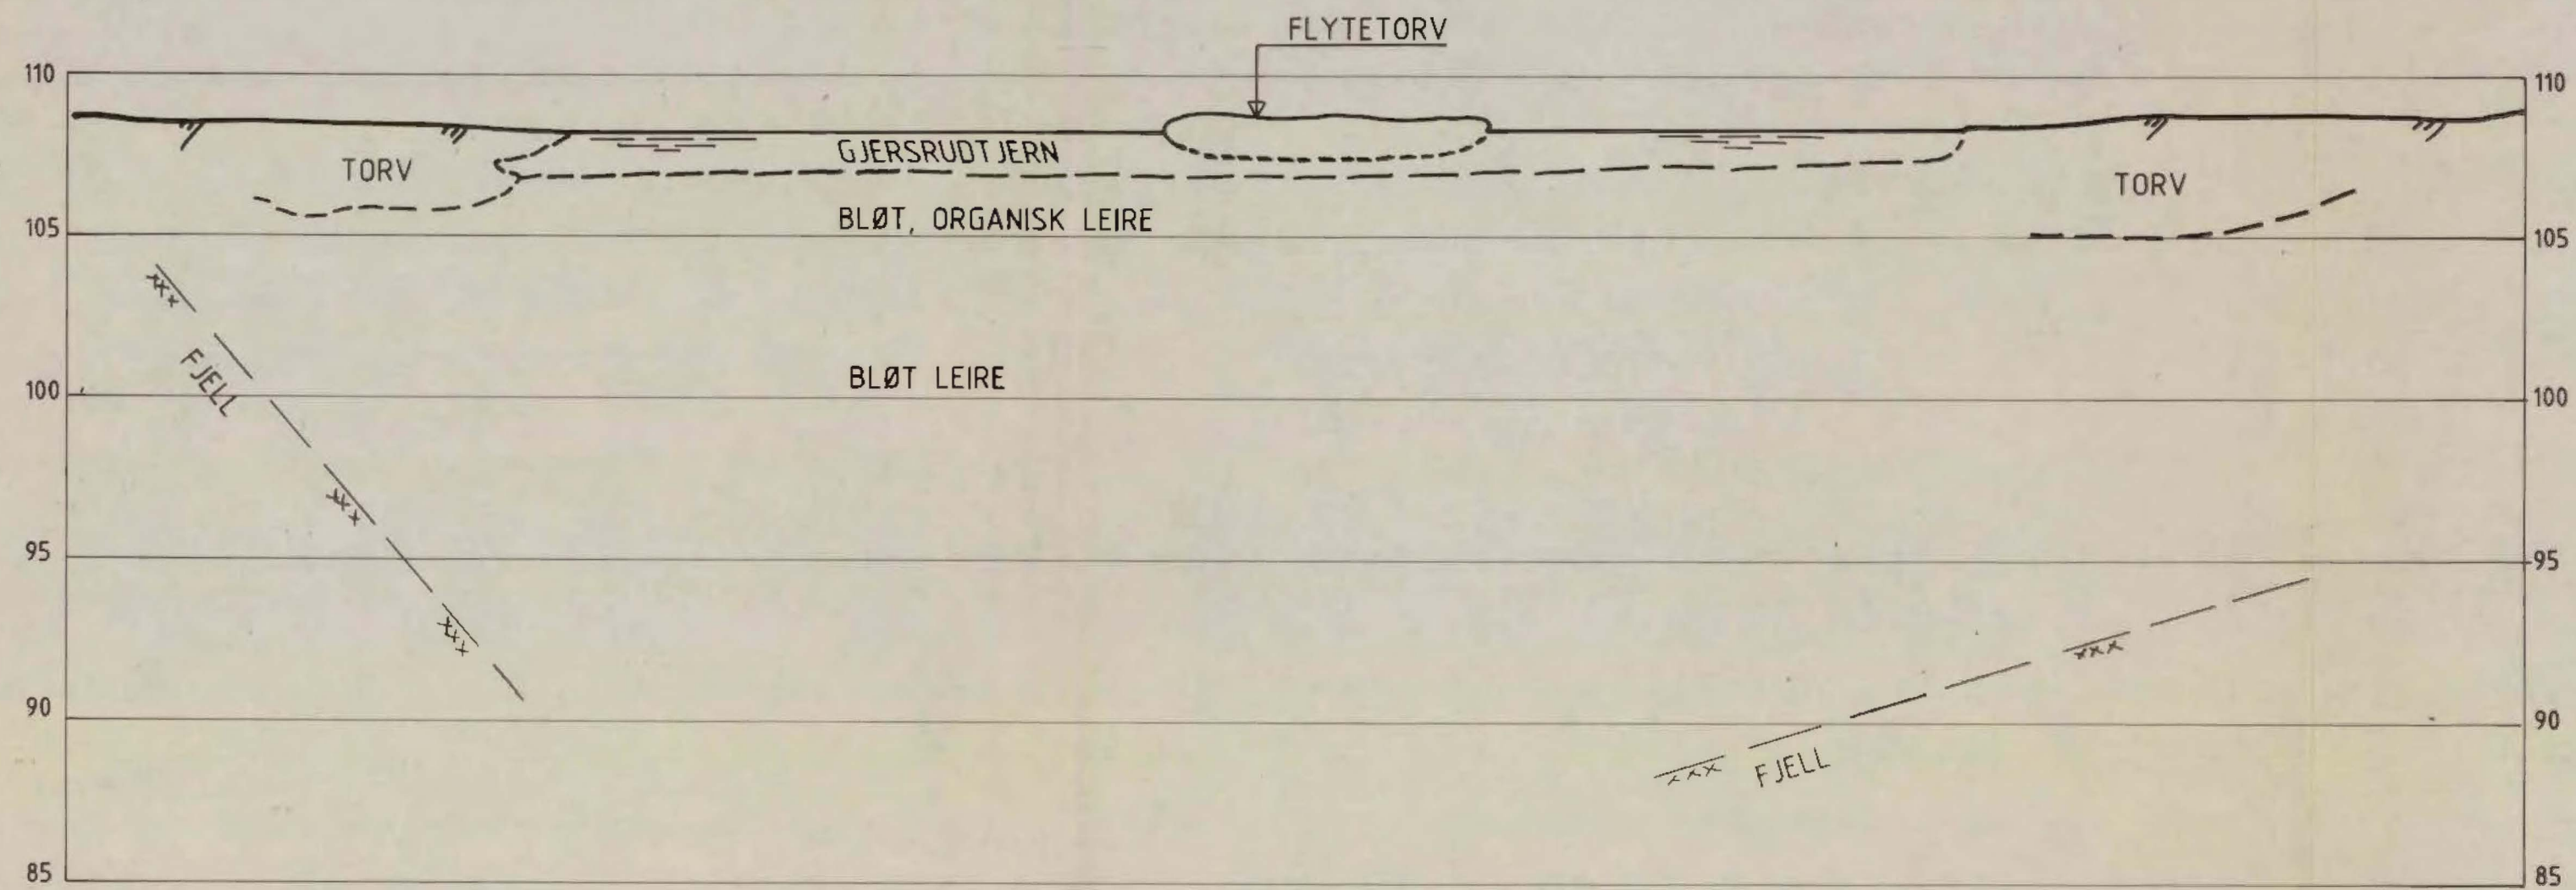 FLYTETORV
110 110
GJERSRUDTJERN
TORV TORV
BLØT, ORGANISK LEIRE
105 105
FJELL
BLØT LEIRE
100 100
95 95
90 90
FJELL
85 85